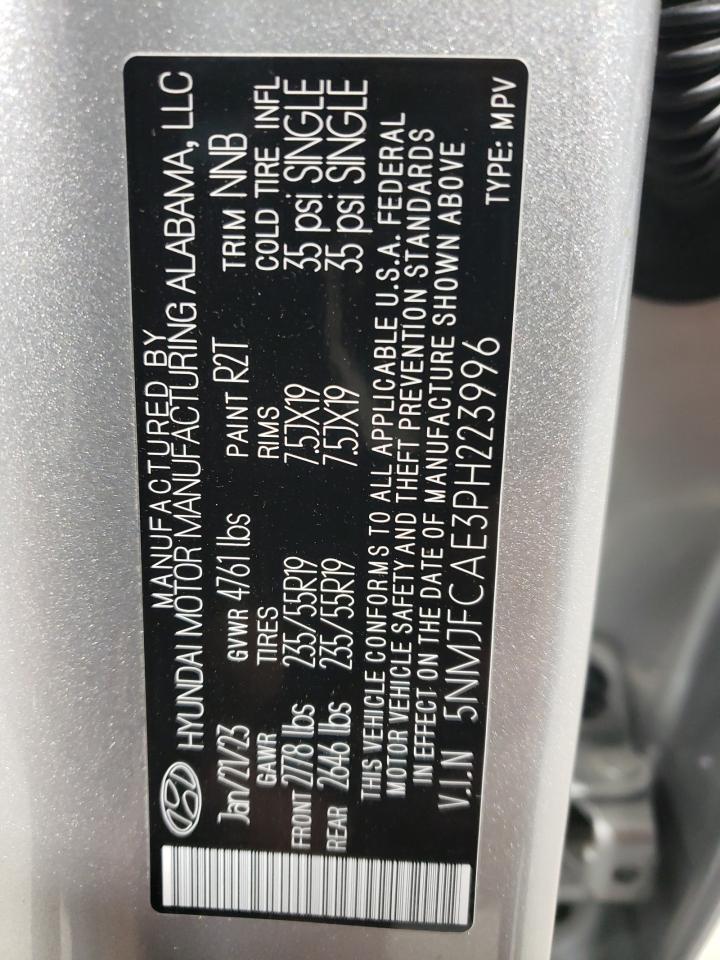 MANUFACTURED BY
HYUNDAI MOTOR MANUFACTURING ALABAMA, LLC
Jan/21/23 GVWR 4761 lbs PAINT R2T TRIM NNB
GAWR TIRES RIMS COLD TIRE INFL
FRONT 2778 lbs 235/55R19 7.5JX19 35 psi SINGLE
REAR 2646 lbs 235/55R19 7.5JX19 35 psi SINGLE
THIS VEHICLE CONFORMS TO ALL APPLICABLE U.S.A. FEDERAL
MOTOR VEHICLE SAFETY AND THEFT PREVENTION STANDARDS
IN EFFECT ON THE DATE OF MANUFACTURE SHOWN ABOVE
V.I.N 5NMJFCAE3PH223996
TYPE: MPV